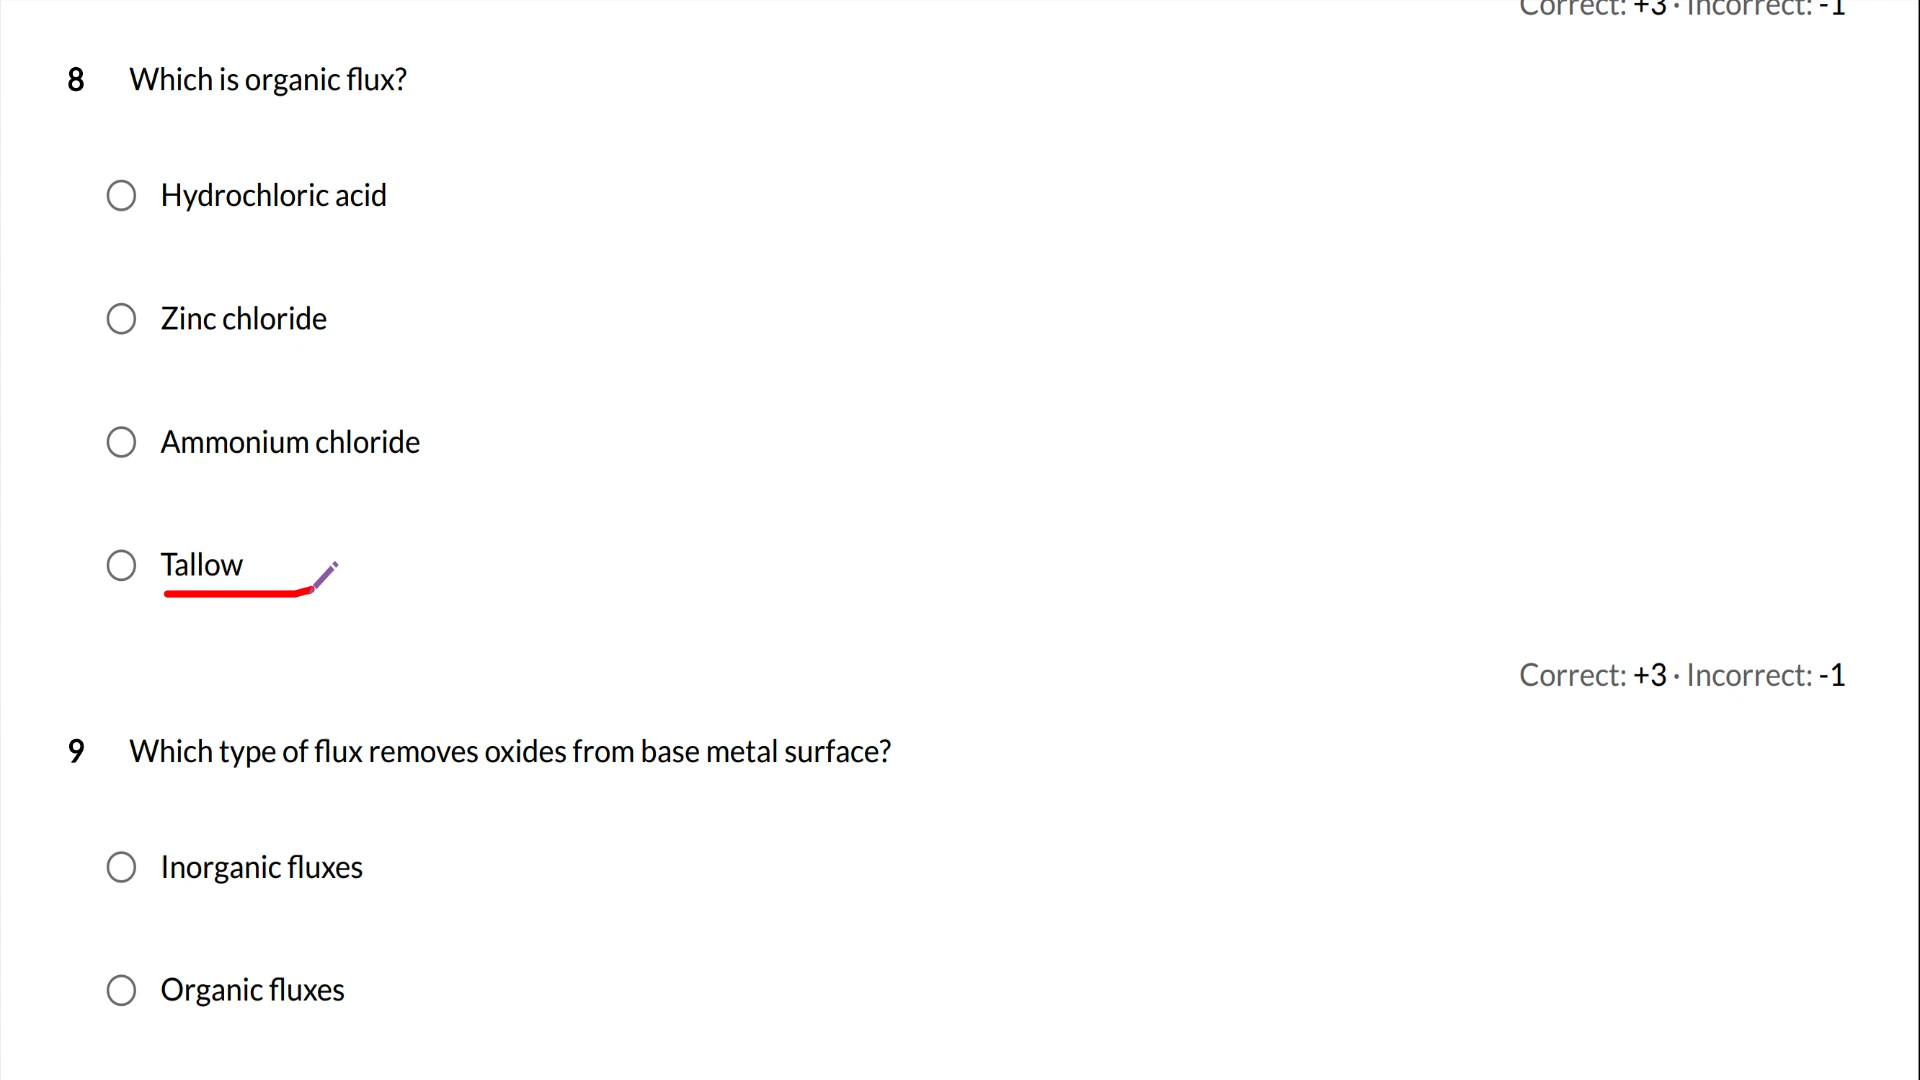 Correct: +3 · Incorrect: -1
8 Which is organic flux?
Hydrochloric acid
Zinc chloride
Ammonium chloride
Tallow
Correct: +3 · Incorrect: -1
9 Which type of flux removes oxides from base metal surface?
Inorganic fluxes
Organic fluxes